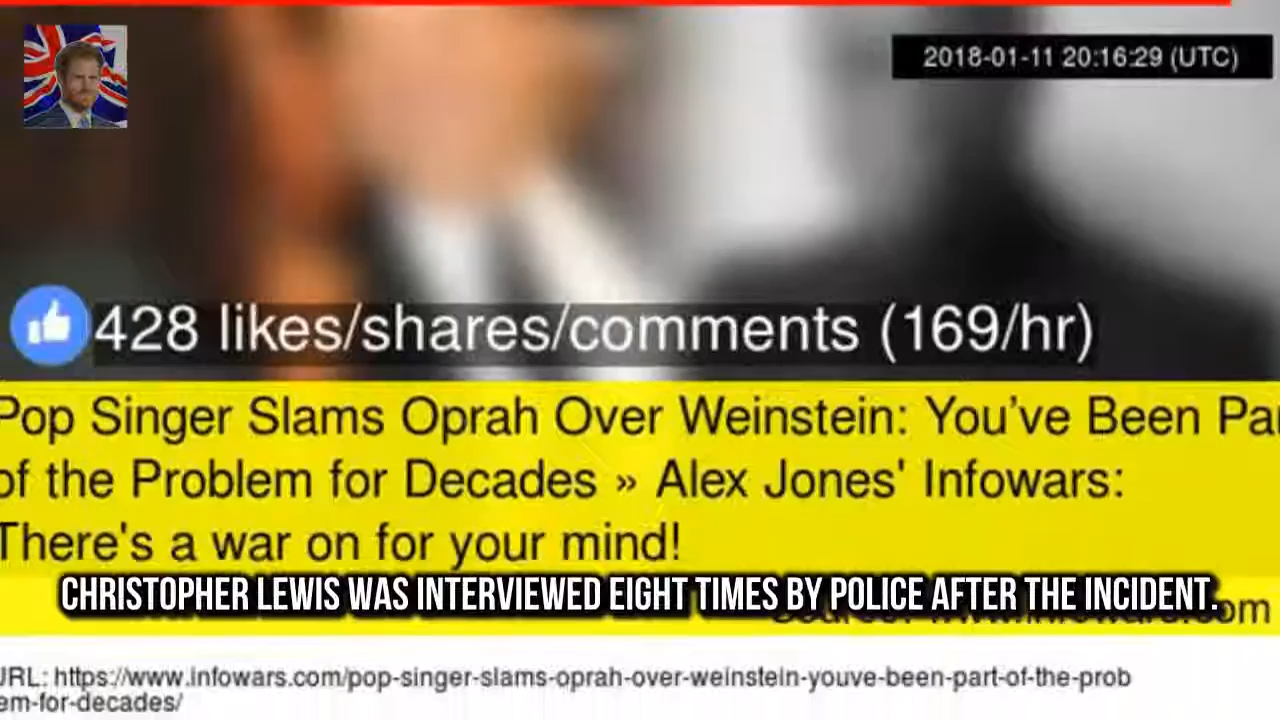 2018-01-11 20:16:29 (UTC)
428 likes/shares/comments (169/hr)
Pop Singer Slams Oprah Over Weinstein: You've Been
of the Problem for Decades » Alex Jones' Infowars:
There's a war on for your mind!
CHRISTOPHER LEWIS WAS INTERVIEWED EIGHT TIMES BY POLICE AFTER THE INCIDENT.
URL: https://www.infowars.com/pop-singer-slams-oprah-over-weinstein-youve-been-part-of-the-prob
em-for-decades/